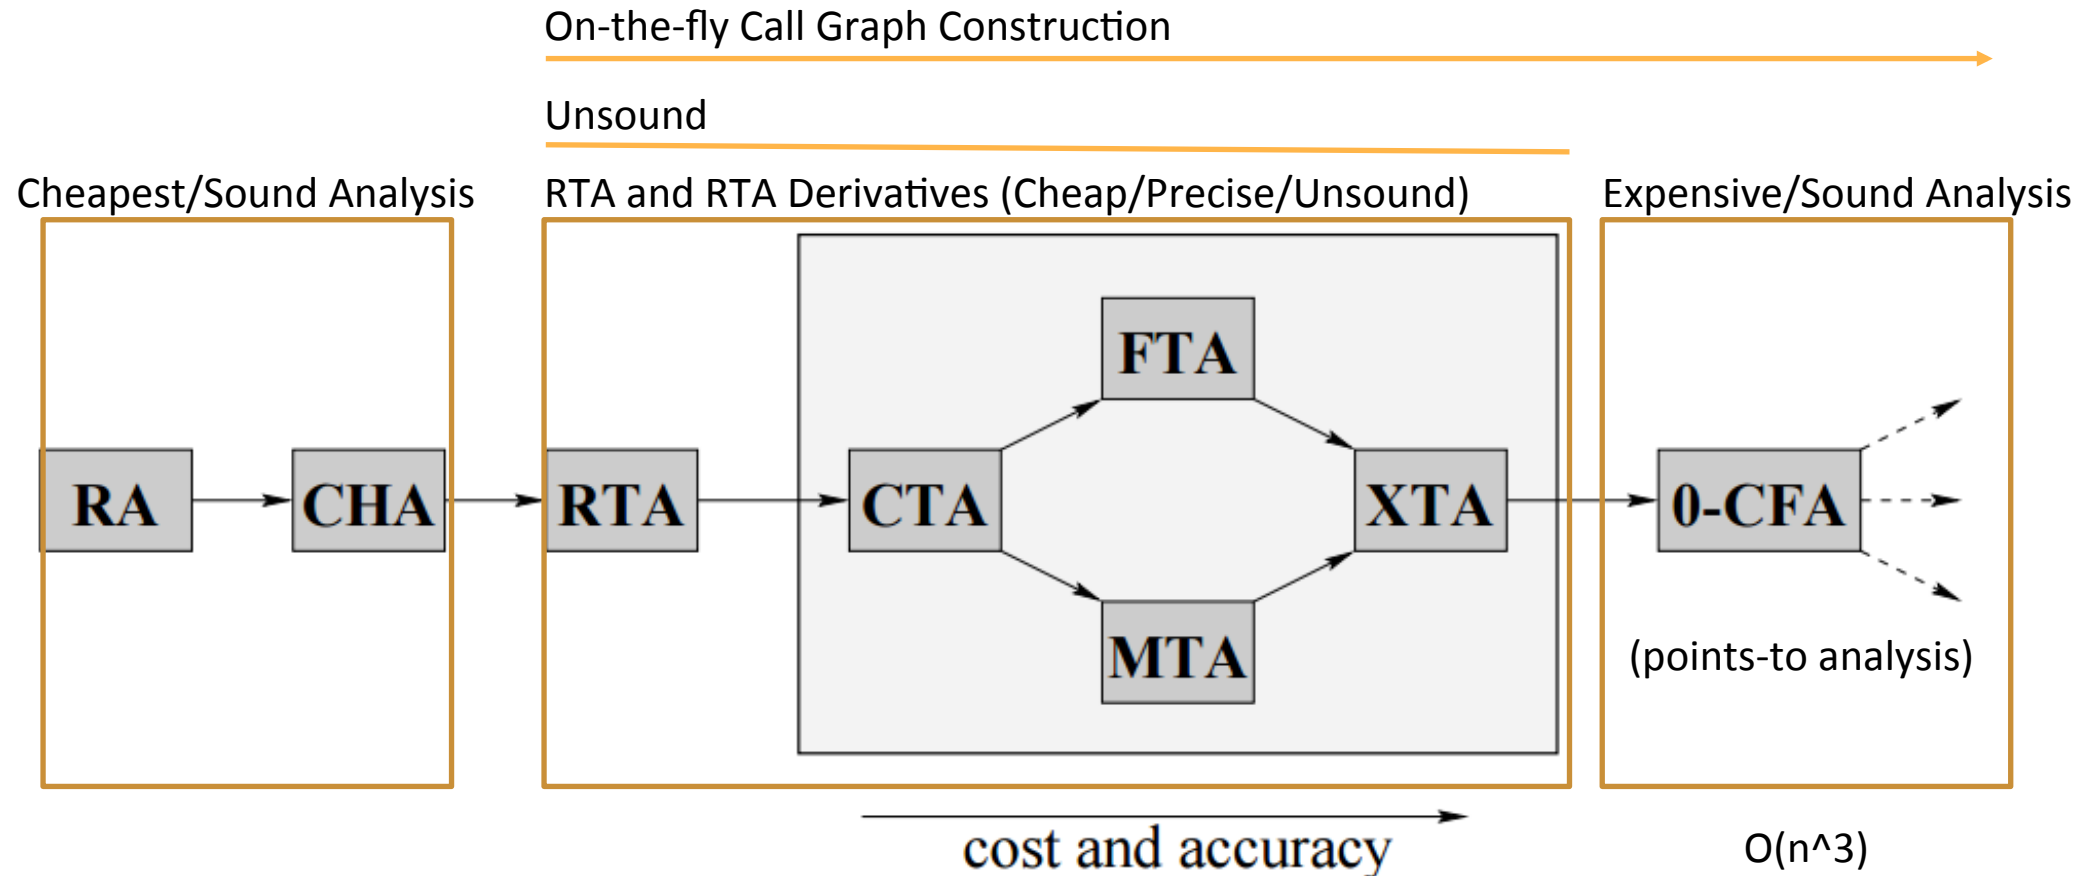 On-the-fly Call Graph Construction
Unsound
Cheapest/Sound Analysis
RTA and RTA Derivatives (Cheap/Precise/Unsound)
Expensive/Sound Analysis
FTA
RA
CHA
RTA
CTA
XTA
0-CFA
MTA
(points-to analysis)
cost and accuracy
O(n^3)